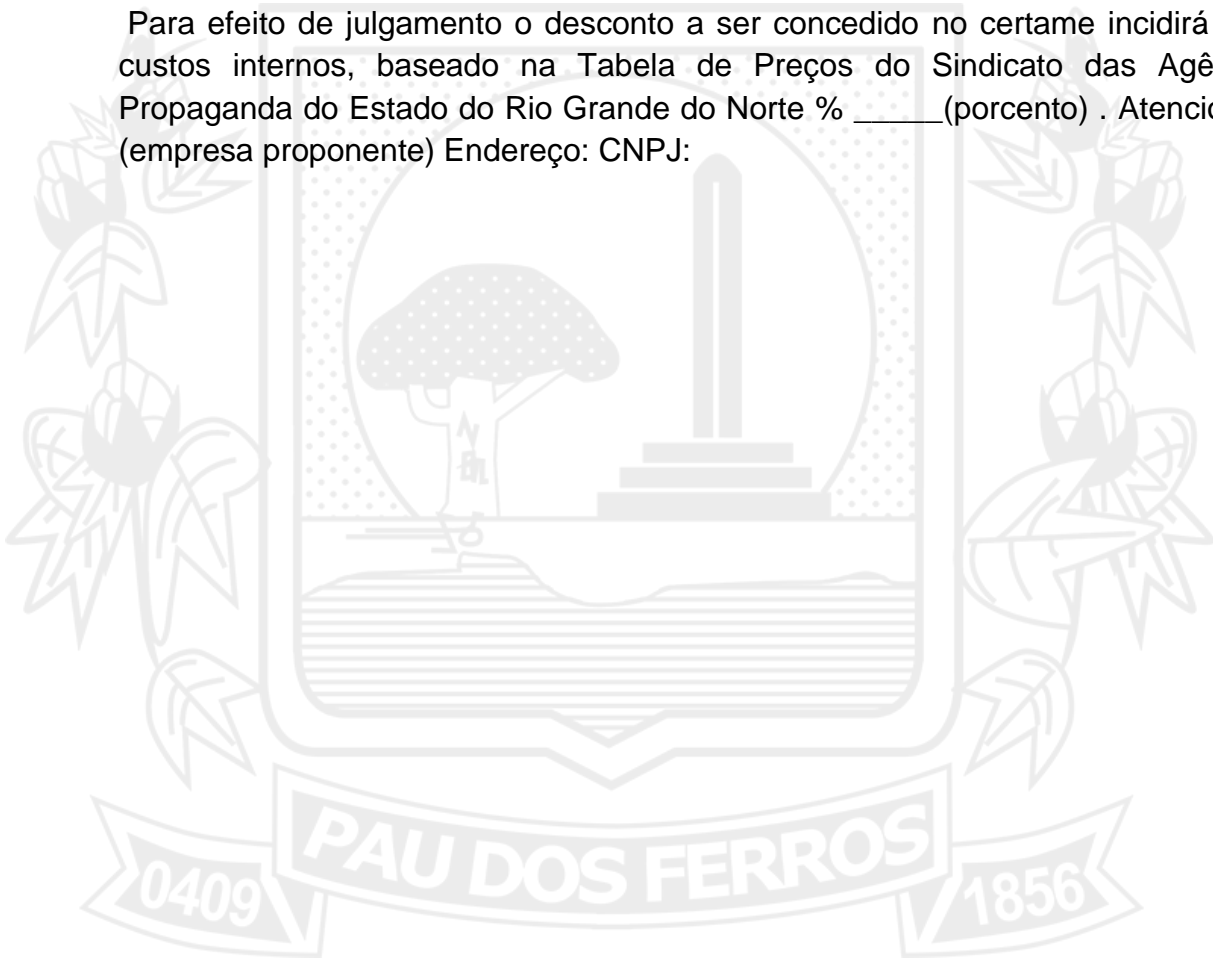 Para efeito de julgamento o desconto a ser concedido no certame incidirá
custos internos, baseado na Tabela de Preços do Sindicato das Agê
Propaganda do Estado do Rio Grande do Norte % _____(porcento) . Atencio
(empresa proponente) Endereço: CNPJ:
PAU DOS FERROS
0409
1856